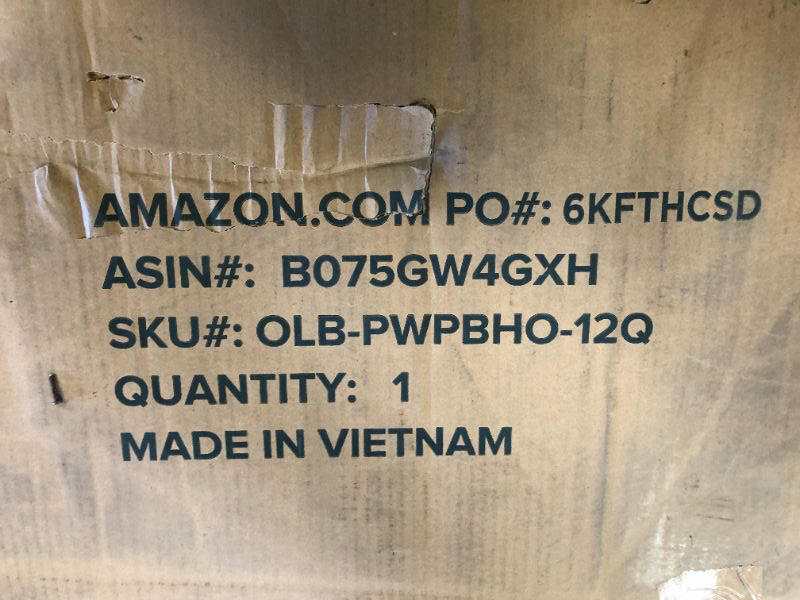 AMAZON.COM PO#: 6KFTHCSD
ASIN#: B075GW4GXH
SKU#: OLB-PWPBHO-12Q
QUANTITY: 1
MADE IN VIETNAM